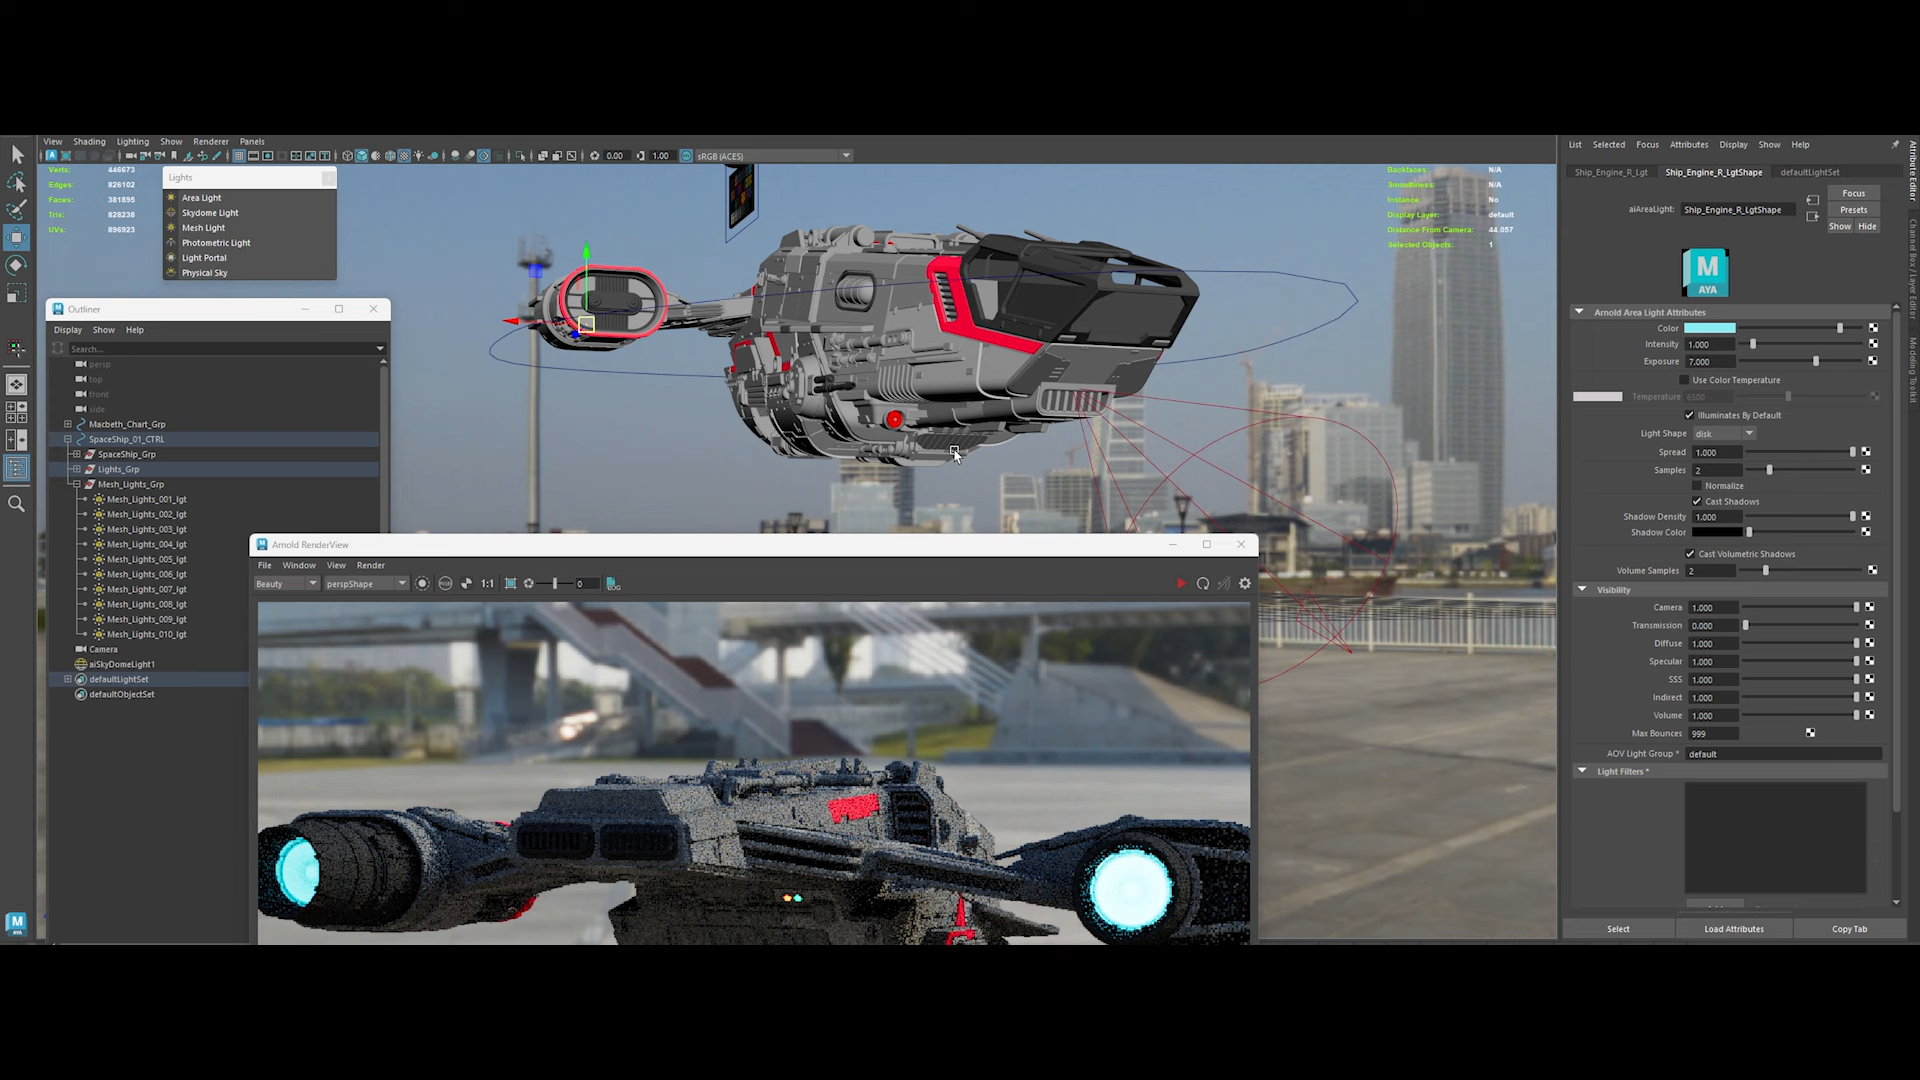 View Shading Lighting Show Renderer Panels
0.00 1.00 sRGB (ACES)
Verts: 446673
Edges: 826102
Faces: 381895
Tris: 828238
UVs: 896923
Lights
Area Light
Skydome Light
Mesh Light
Photometric Light
Light Portal
Physical Sky
Backfaces: N/A
Smoothness: N/A
Instance: No
Display Layer: default
Distance From Camera: 44.057
Selected Objects: 1
Outliner
Display Show Help
Search...
persp
top
front
side
Macbeth_Chart_Grp
SpaceShip_01_CTRL
SpaceShip_Grp
Lights_Grp
Mesh_Lights_Grp
Mesh_Lights_001_lgt
Mesh_Lights_002_lgt
Mesh_Lights_003_lgt
Mesh_Lights_004_lgt
Mesh_Lights_005_lgt
Mesh_Lights_006_lgt
Mesh_Lights_007_lgt
Mesh_Lights_008_lgt
Mesh_Lights_009_lgt
Mesh_Lights_010_lgt
Camera
aiSkyDomeLight1
defaultLightSet
defaultObjectSet
Arnold RenderView
File Window View Render
Beauty perspShape 1:1 0
List Selected Focus Attributes Display Show Help
Ship_Engine_R_Lgt Ship_Engine_R_LgtShape defaultLightSet
Focus
aiAreaLight: Ship_Engine_R_LgtShape Presets
Show Hide
M
AYA
Arnold Area Light Attributes
Color
Intensity 1.000
Exposure 7.000
Use Color Temperature
Temperature 6500
Illuminates By Default
Light Shape disk
Spread 1.000
Samples 2
Normalize
Cast Shadows
Shadow Density 1.000
Shadow Color
Cast Volumetric Shadows
Volume Samples 2
Visibility
Camera 1.000
Transmission 0.000
Diffuse 1.000
Specular 1.000
SSS 1.000
Indirect 1.000
Volume 1.000
Max Bounces 999
AOV Light Group * default
Light Filters *
Select Load Attributes Copy Tab
Attribute Editor
Channel Box / Layer Editor
Modeling Toolkit
M
AYA